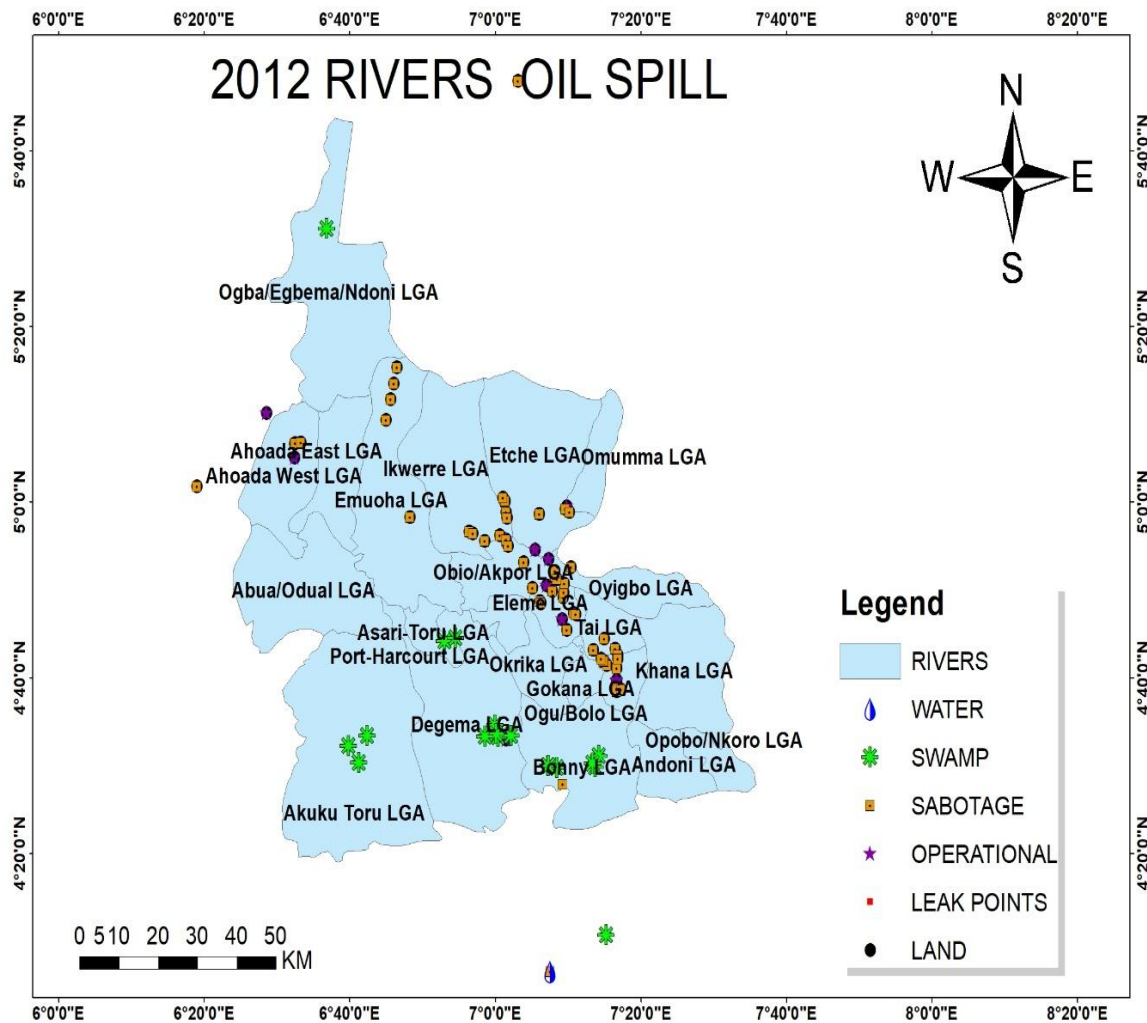 6°0'0"E 6°20'0"E 6°40'0"E 7°0'0"E 7°20'0"E 7°40'0"E 8°0'0"E 8°20'0"E
2012 RIVERS OIL SPILL
N
W E
S
5°40'0"N 5°40'0"N
Ogba/Egbema/Ndoni LGA
5°20'0"N 5°20'0"N
Ahoada East LGA
Etche LGA
Omumma LGA
Ahoada West LGA
Ikwerre LGA
Emuoha LGA
5°0'0"N 5°0'0"N
Abua/Odual LGA
Obio/Akpor LGA
Oyigbo LGA
Eleme LGA
Asari-Toru LGA
Tai LGA
Port-Harcourt LGA
Okrika LGA
Khana LGA
4°40'0"N 4°40'0"N
Gokana LGA
Ogu/Bolo LGA
Degema LGA
Opobo/Nkoro LGA
Bonny LGA
Andoni LGA
Akuku Toru LGA
4°20'0"N 4°20'0"N
Legend
RIVERS
WATER
SWAMP
SABOTAGE
OPERATIONAL
LEAK POINTS
LAND
0 510 20 30 40 50
KM
6°0'0"E 6°20'0"E 6°40'0"E 7°0'0"E 7°20'0"E 7°40'0"E 8°0'0"E 8°20'0"E